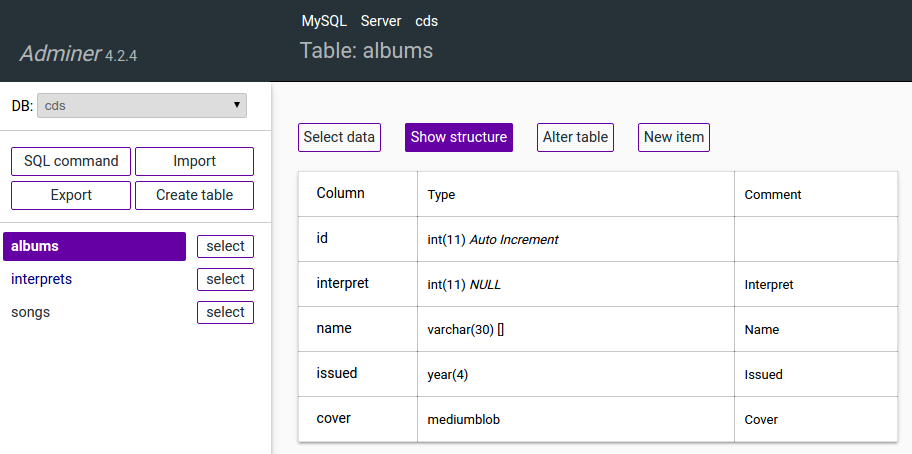 MySQL Server cds
Adminer 4.2.4
Table: albums
DB: cds
Select data Show structure Alter table New item
SQL command Import
Export Create table
albums select
interprets select
songs select
Column Type Comment
id int(11) Auto Increment
interpret int(11) NULL Interpret
name varchar(30) [] Name
issued year(4) Issued
cover mediumblob Cover